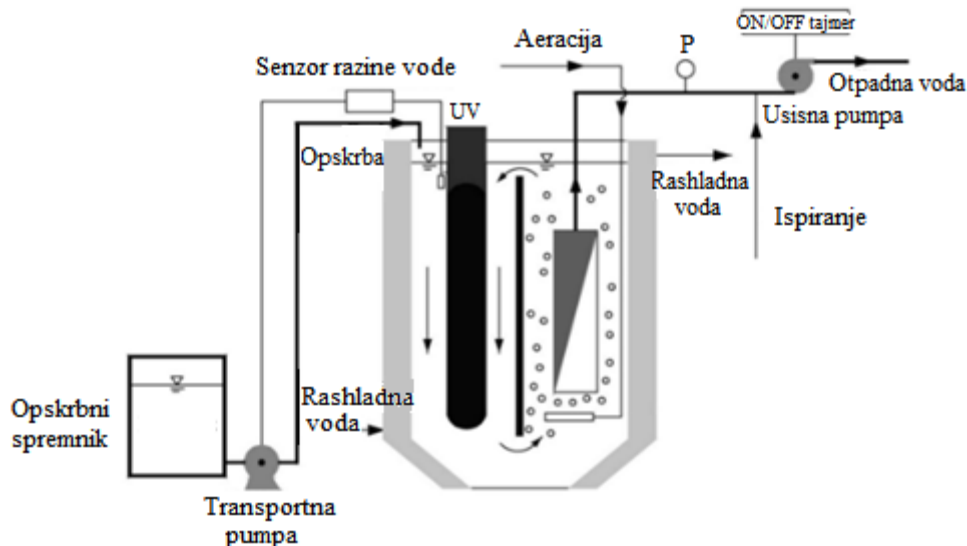 ON/OFF tajmer
Aeracija
P
Senzor razine vode
Otpadna voda
UV
Usisna pumpa
Opskrba
Rashladna
voda
Ispiranje
Rashladna
voda
Opskrbni
spremnik
Transportna
pumpa